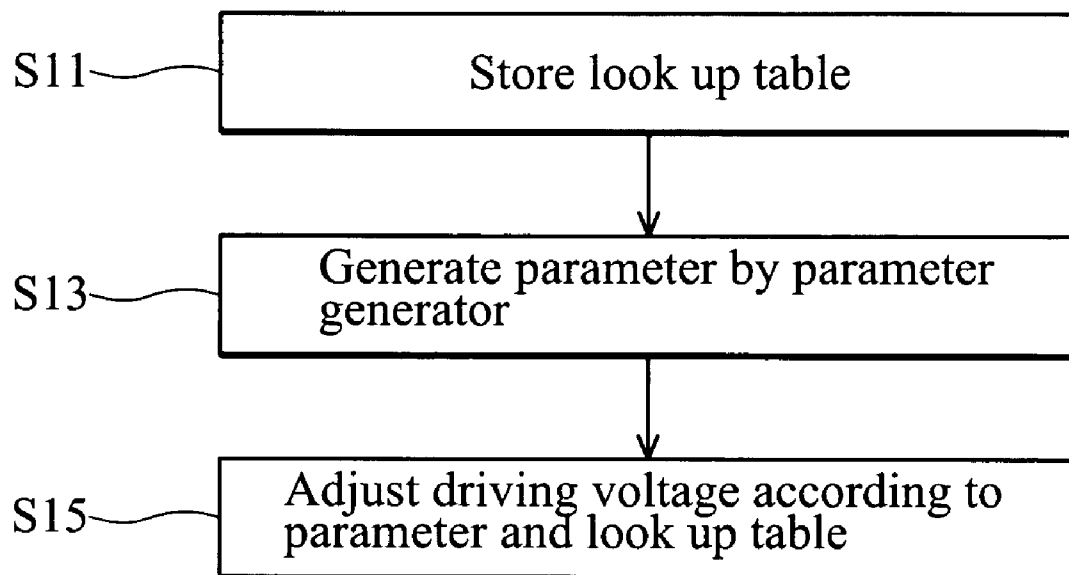 S11
Store look up table
S13
Generate parameter by parameter
generator
S15
Adjust driving voltage according to
parameter and look up table